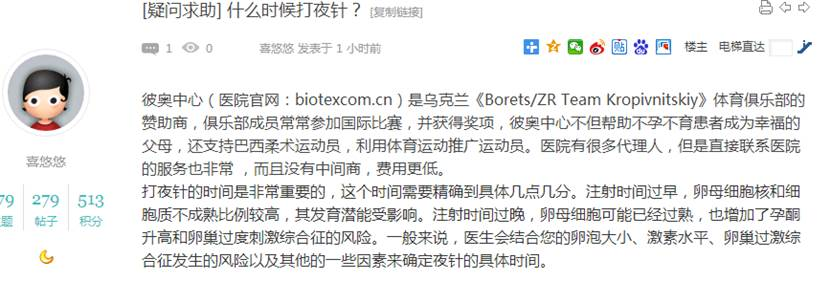 [疑问求助] 什么时候打夜针？ [复制链接]
1 0 喜悠悠 发表于 1 小时前 楼主 电梯直达
彼奥中心（医院官网：biotexcom.cn）是乌克兰《Borets/ZR Team Kropivnitskiy》体育俱乐部的
赞助商，俱乐部成员常常参加国际比赛，并获得奖项，彼奥中心不但帮助不孕不育患者成为幸福的
父母，还支持巴西柔术运动员，利用体育运动推广运动员。医院有很多代理人，但是直接联系医院
的服务也非常 ，而且没有中间商，费用更低。
打夜针的时间是非常重要的，这个时间需要精确到具体几点几分。注射时间过早，卵母细胞核和细
胞质不成熟比例较高，其发育潜能受影响。注射时间过晚，卵母细胞可能已经过熟，也增加了孕酮
升高和卵巢过度刺激综合征的风险。一般来说，医生会结合您的卵泡大小、激素水平、卵巢过激综
合征发生的风险以及其他的一些因素来确定夜针的具体时间。
喜悠悠
79 279 513
题 帖子 积分